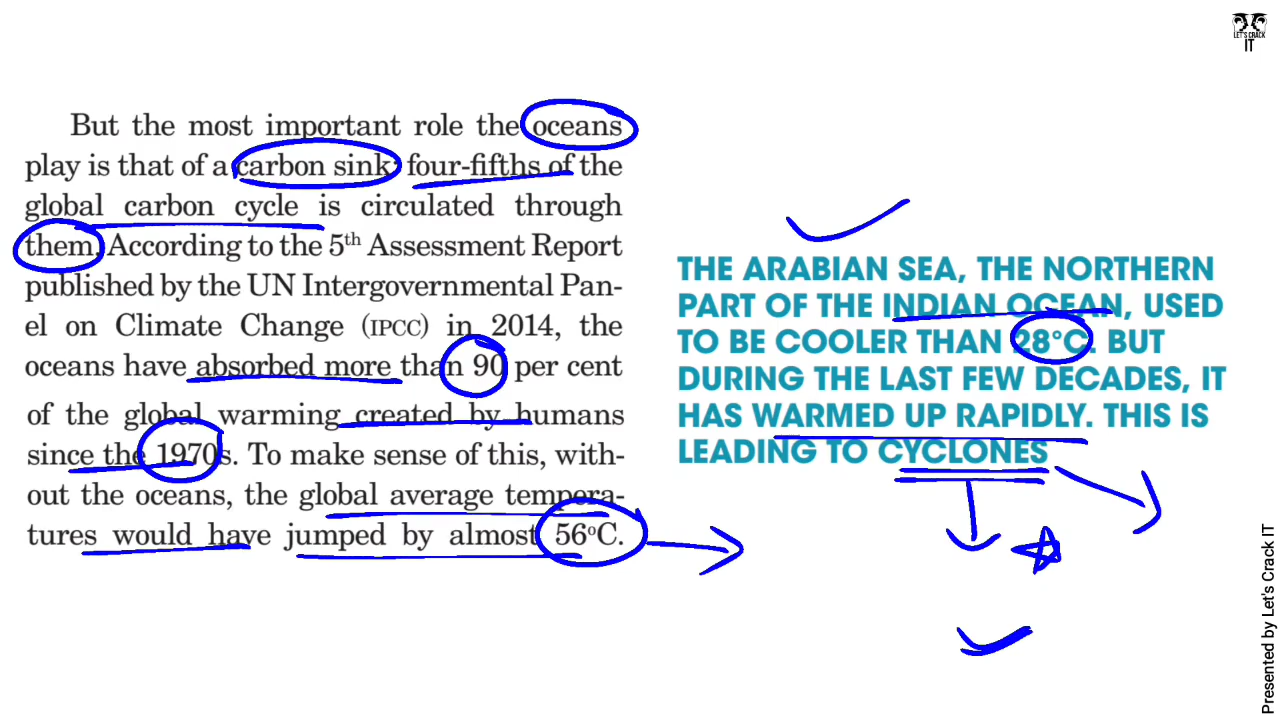 LET'S CRACK
IT
But the most important role the oceans
play is that of a carbon sink: four-fifths of the
global carbon cycle is circulated through
them. According to the 5th Assessment Report
published by the UN Intergovernmental Pan-
el on Climate Change (IPCC) in 2014, the
oceans have absorbed more than 90 per cent
of the global warming created by humans
since the 1970s. To make sense of this, with-
out the oceans, the global average tempera-
tures would have jumped by almost 56°C.
THE ARABIAN SEA, THE NORTHERN
PART OF THE INDIAN OCEAN, USED
TO BE COOLER THAN 28°C. BUT
DURING THE LAST FEW DECADES, IT
HAS WARMED UP RAPIDLY. THIS IS
LEADING TO CYCLONES
Presented by Let's Crack IT